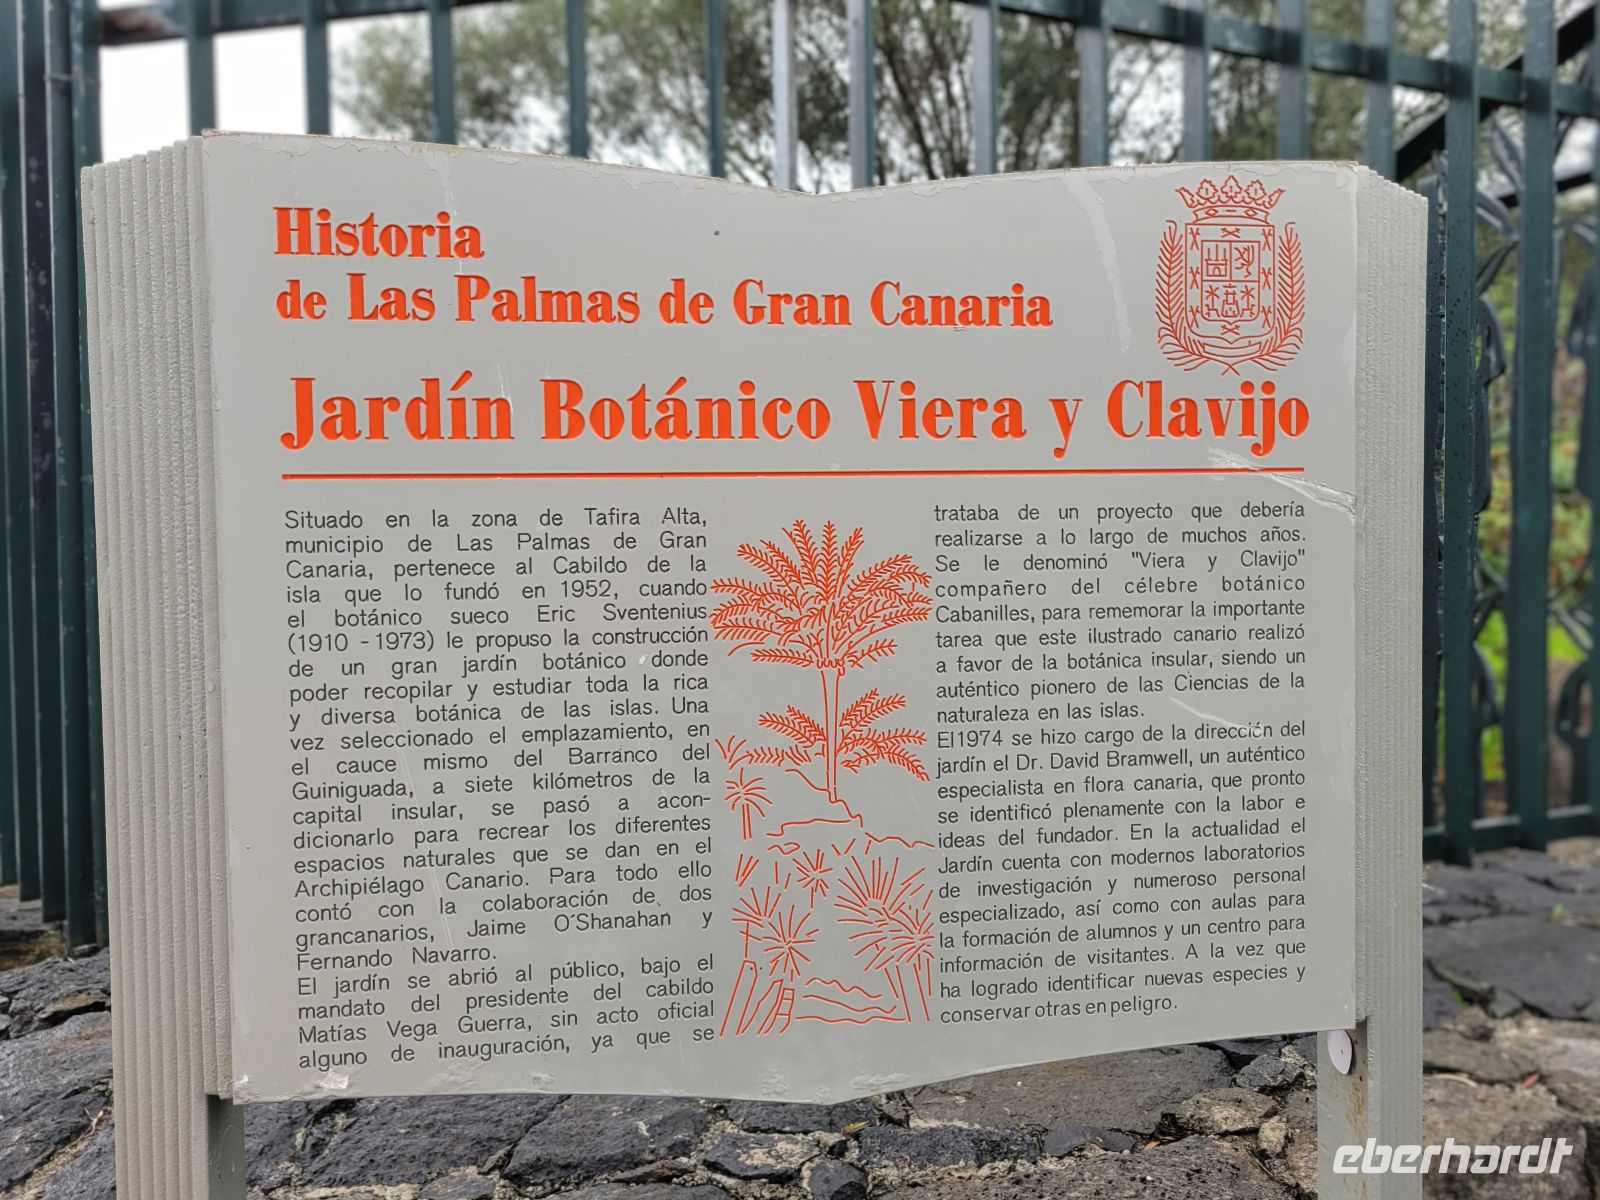 Historia
de Las Palmas de Gran Canaria
Jardín Botánico Viera y Clavijo
Situado en la zona de Tafira Alta,
municipio de Las Palmas de Gran
Canaria, pertenece al Cabildo de la
isla que lo fundó en 1952, cuando
el botánico sueco Eric Sventenius
(1910 - 1973) le propuso la construcción
de un gran jardín botánico donde
poder recopilar y estudiar toda la rica
y diversa botánica de las islas. Una
vez seleccionado el emplazamiento, en
el cauce mismo del Barranco del
Guiniguada, a siete kilómetros de la
capital insular, se pasó a acon-
dicionarlo para recrear los diferentes
espacios naturales que se dan en el
Archipiélago Canario. Para todo ello
contó con la colaboración de dos
grancanarios, Jaime O´Shanahan y
Fernando Navarro.
El jardín se abrió al público, bajo el
mandato del presidente del cabildo
Matías Vega Guerra, sin acto oficial
alguno de inauguración, ya que se
trataba de un proyecto que debería
realizarse a lo largo de muchos años.
Se le denominó "Viera y Clavijo"
compañero del célebre botánico
Cabanilles, para rememorar la importante
tarea que este ilustrado canario realizó
a favor de la botánica insular, siendo un
auténtico pionero de las Ciencias de la
naturaleza en las islas.
El 1974 se hizo cargo de la dirección del
jardín el Dr. David Bramwell, un auténtico
especialista en flora canaria, que pronto
se identificó plenamente con la labor e
ideas del fundador. En la actualidad el
Jardín cuenta con modernos laboratorios
de investigación y numeroso personal
especializado, así como con aulas para
la formación de alumnos y un centro para
información de visitantes. A la vez que
ha logrado identificar nuevas especies y
conservar otras en peligro.
eberhardt